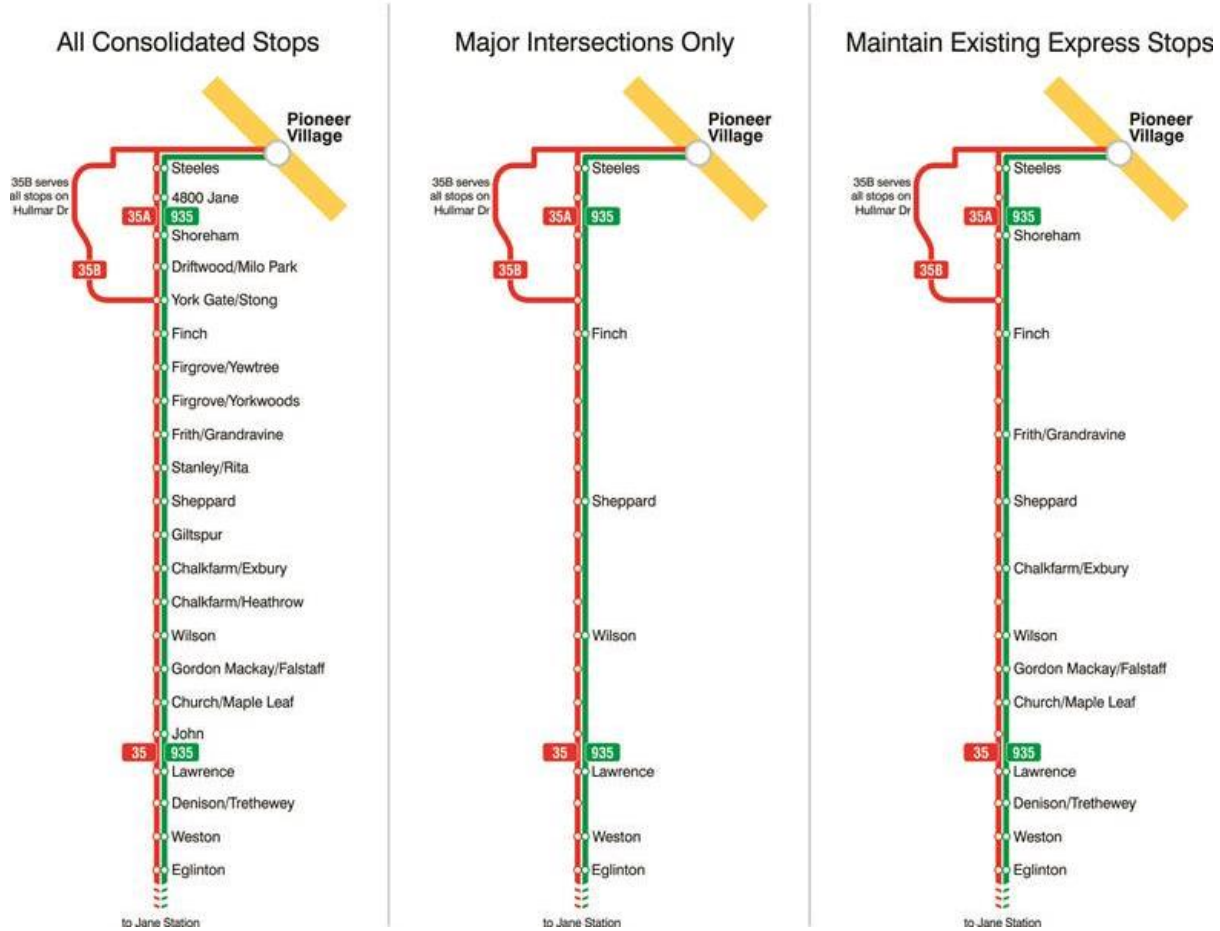 All Consolidated Stops
Pioneer
Village
Steeles
35B serves
all stops on
Hullmar Dr
4800 Jane
35A 935
Shoreham
35B
Driftwood/Milo Park
York Gate/Stong
Finch
Firgrove/Yewtree
Firgrove/Yorkwoods
Frith/Grandravine
Stanley/Rita
Sheppard
Giltspur
Chalkfarm/Exbury
Chalkfarm/Heathrow
Wilson
Gordon Mackay/Falstaff
Church/Maple Leaf
John
35 935
Lawrence
Denison/Trethewey
Weston
Eglinton
to Jane Station
Major Intersections Only
Pioneer
Village
Steeles
35B serves
all stops on
Hullmar Dr
35A 935
35B
Finch
Sheppard
Wilson
35 935
Lawrence
Weston
Eglinton
to Jane Station
Maintain Existing Express Stops
Pioneer
Village
Steeles
35B serves
all stops on
Hullmar Dr
35A 935
Shoreham
35B
Finch
Frith/Grandravine
Sheppard
Chalkfarm/Exbury
Wilson
Gordon Mackay/Falstaff
Church/Maple Leaf
35 935
Lawrence
Denison/Trethewey
Weston
Eglinton
to Jane Station